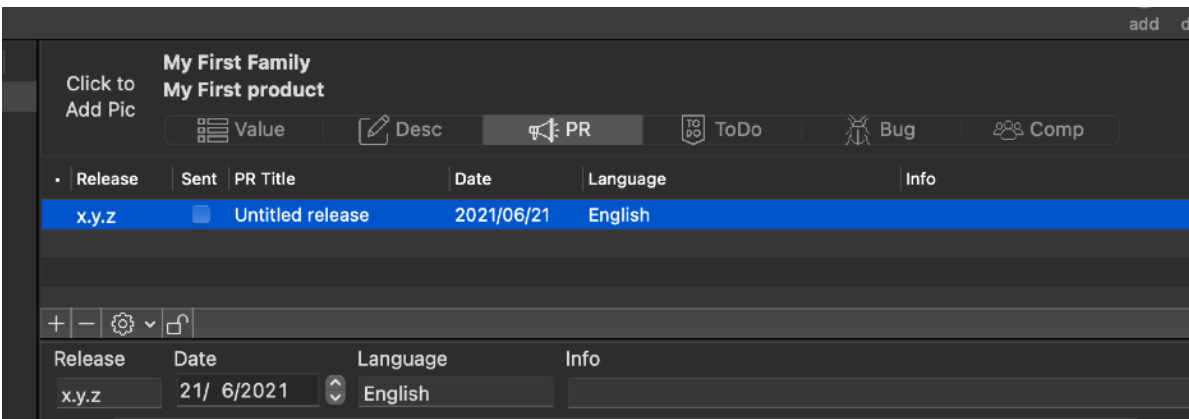 add d
My First Family
Click to
My First product
Add Pic
Value Desc PR TO DO ToDo Bug Comp
• Release Sent PR Title Date Language Info
x.y.z Untitled release 2021/06/21 English
Release Date Language Info
x.y.z 21/ 6/2021 English